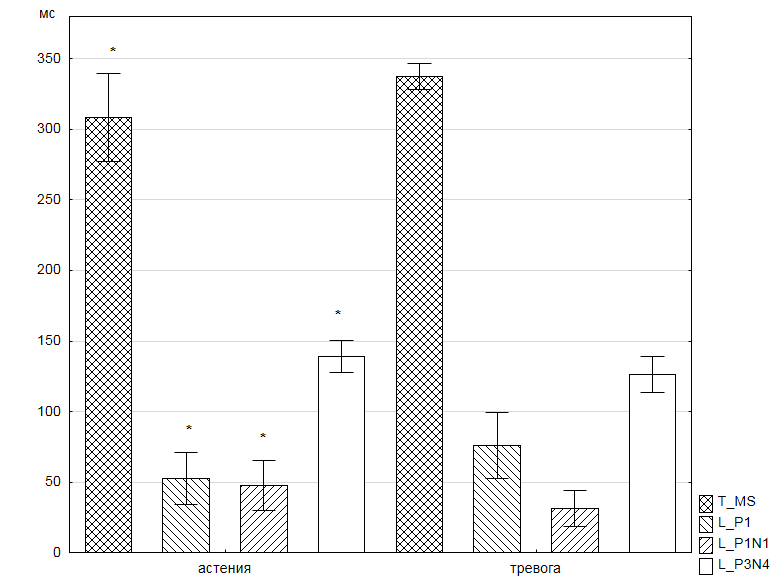 мс
*
350
300
250
200
150
100
50
0
*
*
*
астения
тревога
T_MS
L_P1
L_P1N1
L_P3N4